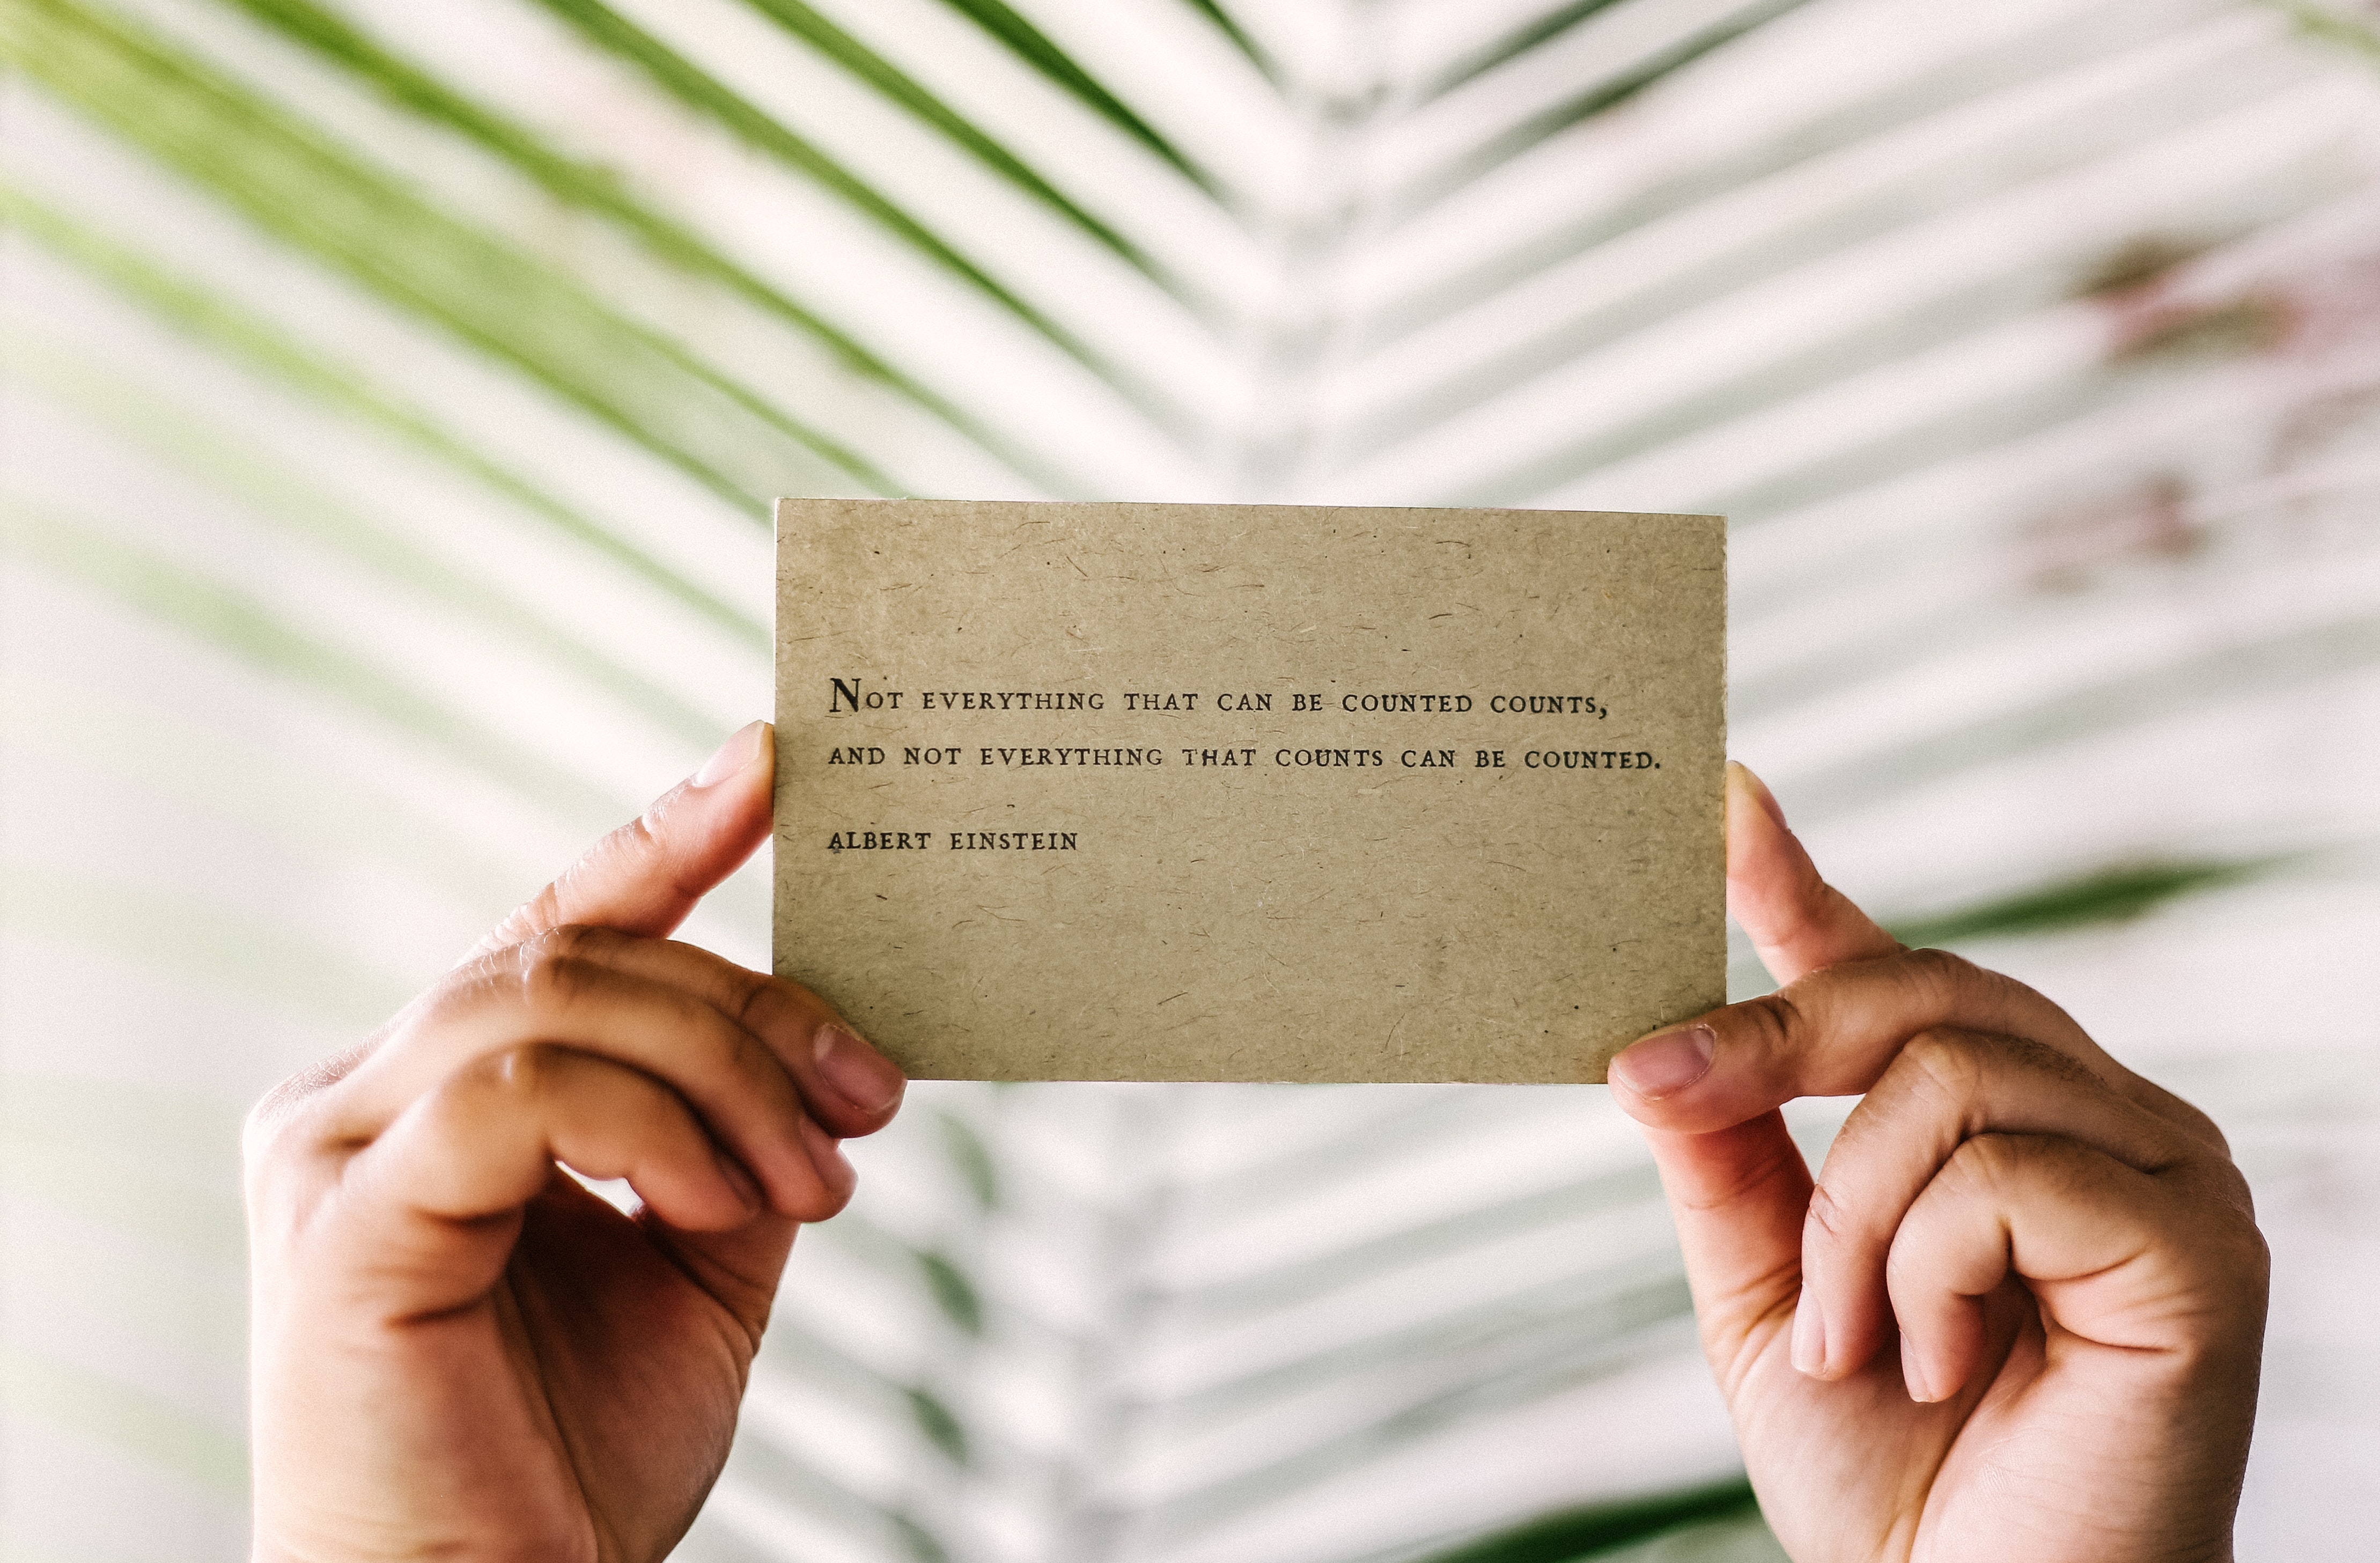 Not everything that can be counted counts,
and not everything that counts can be counted.
Albert Einstein